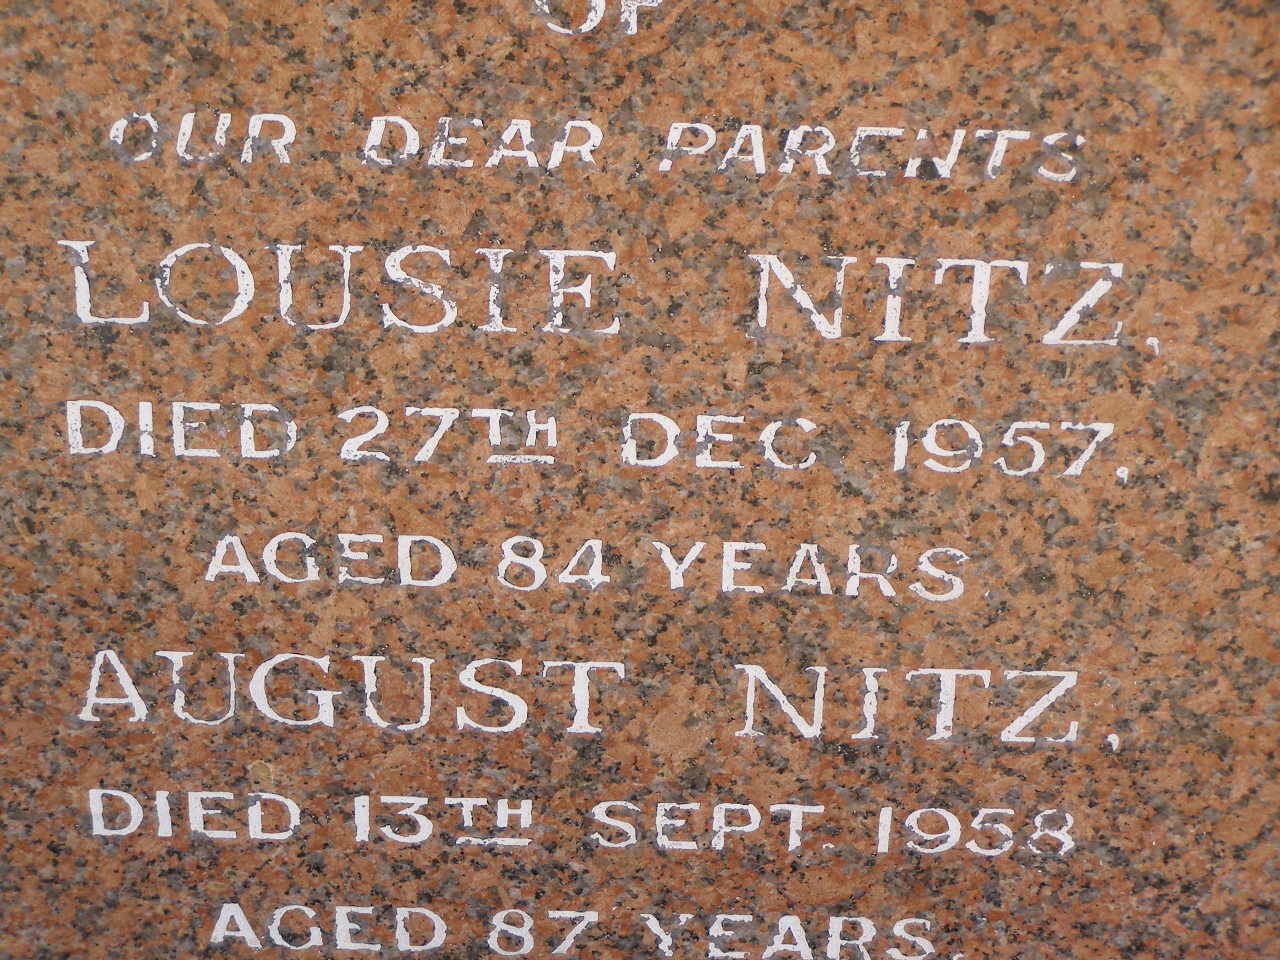 OF
OUR DEAR PARENTS
LOUSIE NITZ,
DIED 27TH DEC 1957.
AGED 84 YEARS
AUGUST NITZ,
DIED 13TH SEPT. 1958
AGED 87 YEARS.